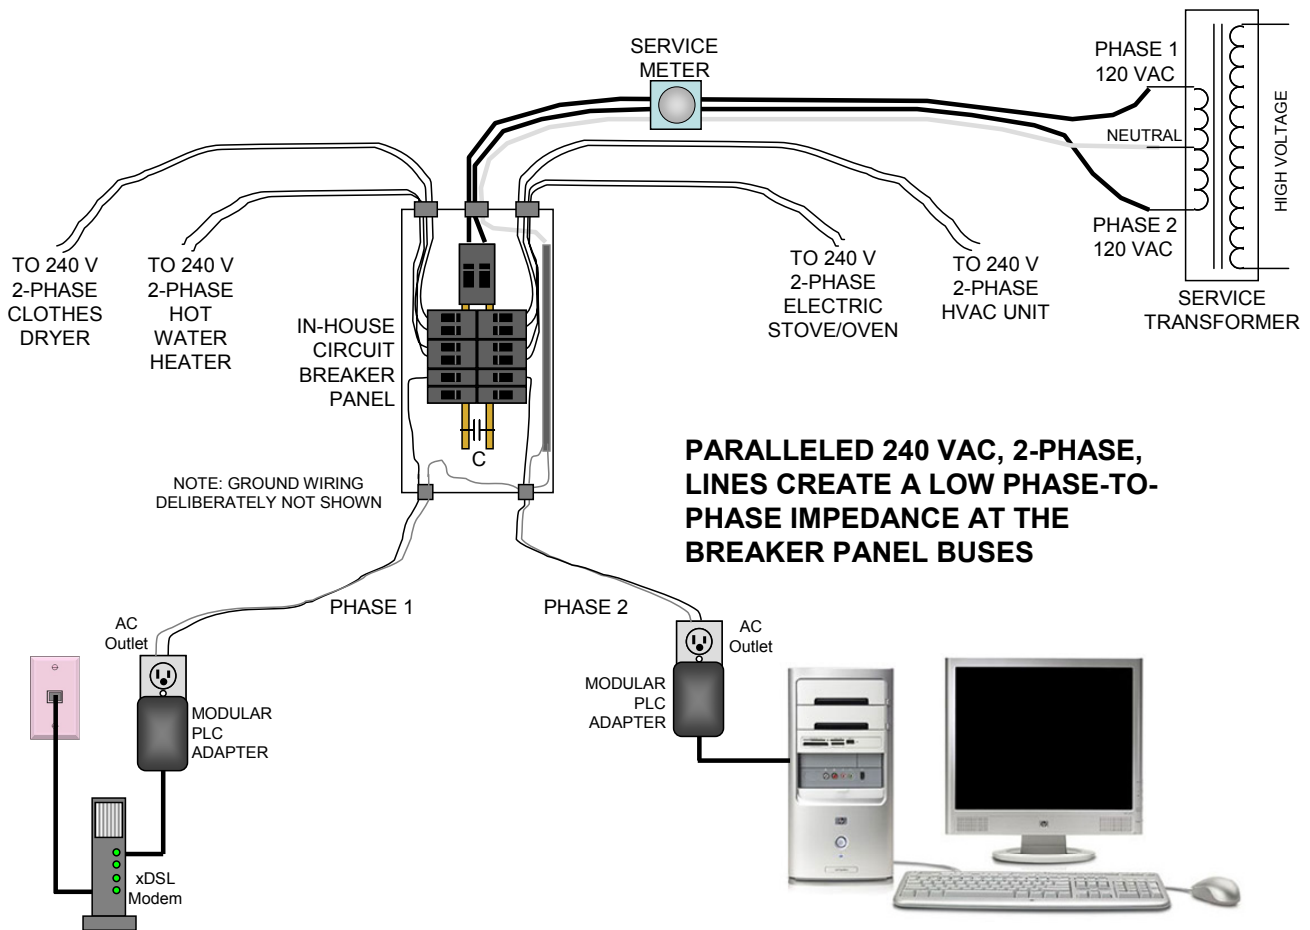 SERVICE
METER
PHASE 1
120 VAC
NEUTRAL
PHASE 2
120 VAC
HIGH VOLTAGE
SERVICE
TRANSFORMER
TO 240 V
2-PHASE
CLOTHES
DRYER
TO 240 V
2-PHASE
HOT
WATER
HEATER
TO 240 V
2-PHASE
ELECTRIC
STOVE/OVEN
TO 240 V
2-PHASE
HVAC UNIT
IN-HOUSE
CIRCUIT
BREAKER
PANEL
C
NOTE: GROUND WIRING
DELIBERATELY NOT SHOWN
PARALLELED 240 VAC, 2-PHASE,
LINES CREATE A LOW PHASE-TO-
PHASE IMPEDANCE AT THE
BREAKER PANEL BUSES
PHASE 1
PHASE 2
AC
Outlet
AC
Outlet
MODULAR
PLC
ADAPTER
MODULAR
PLC
ADAPTER
xDSL
Modem